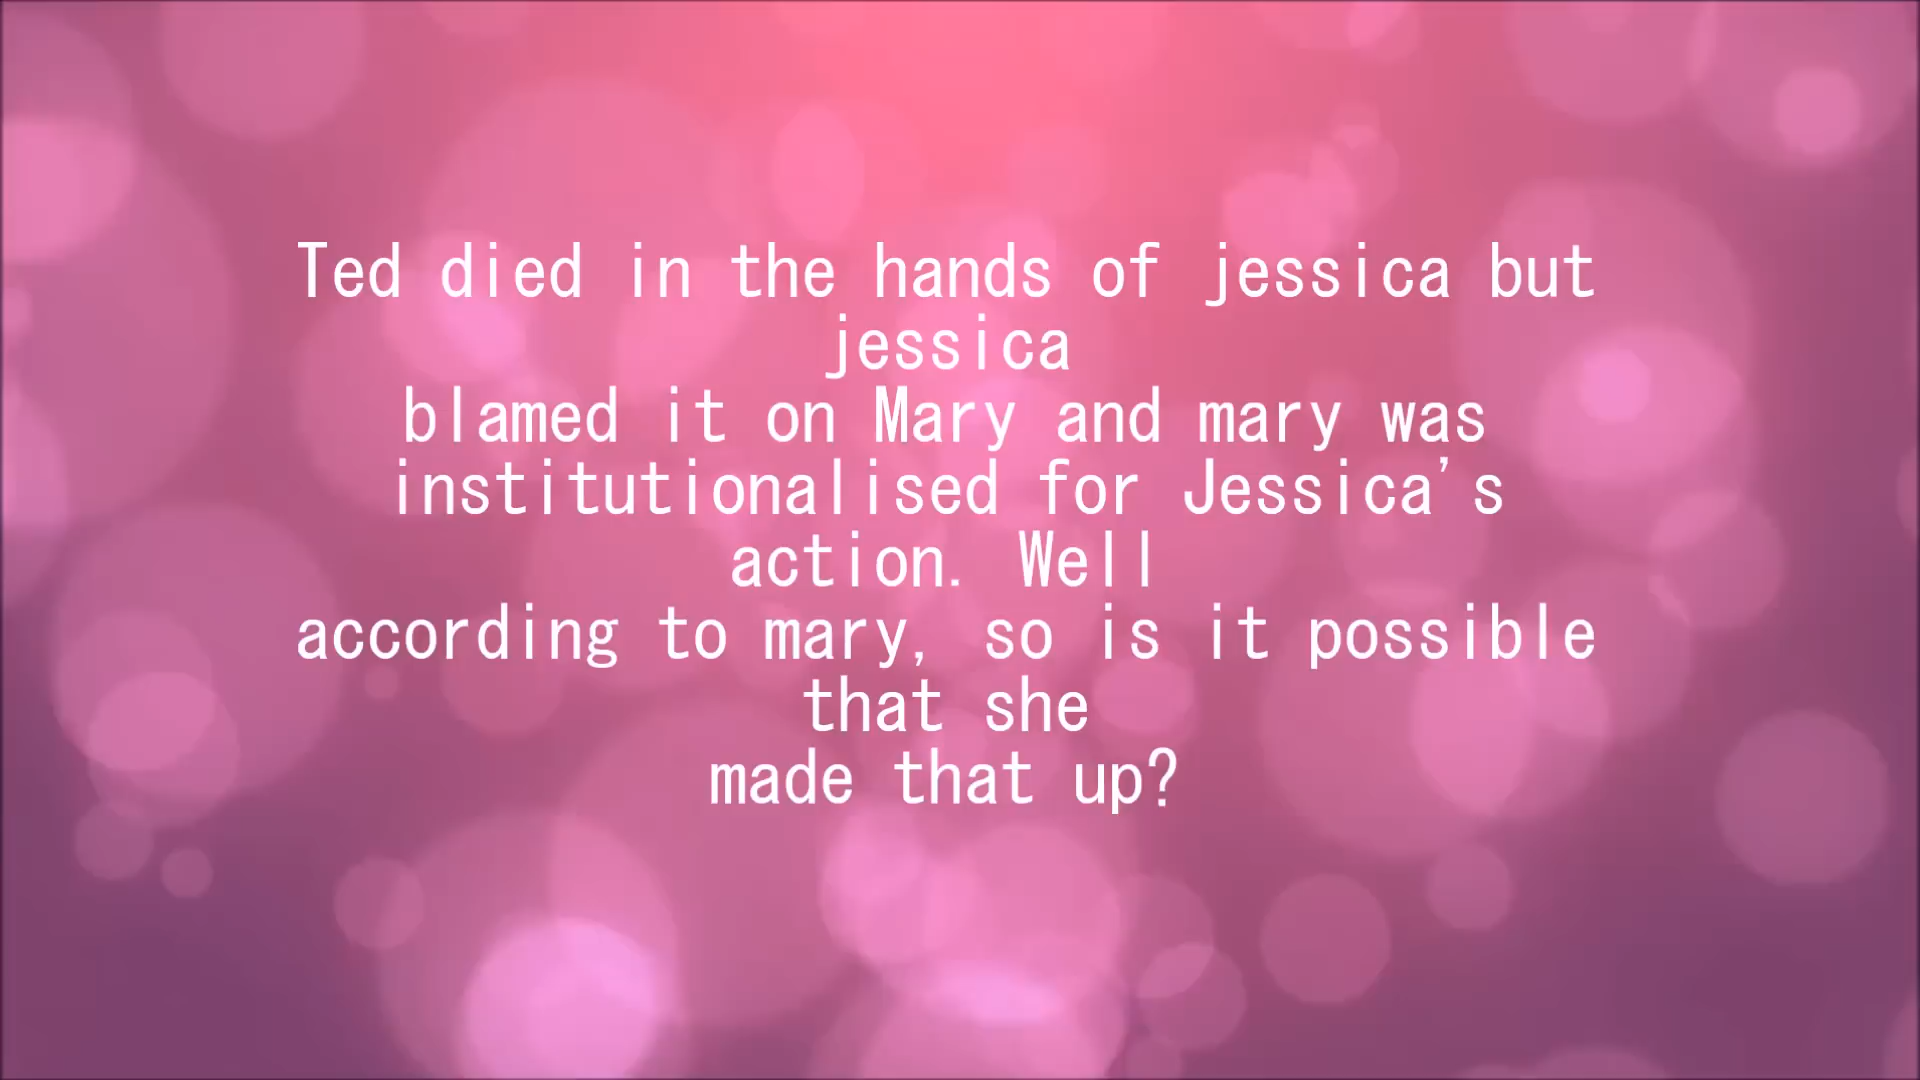 Ted died in the hands of jessica but
jessica
blamed it on Mary and mary was
institutionalised for Jessica's
action. Well
according to mary, so is it possible
that she
made that up?